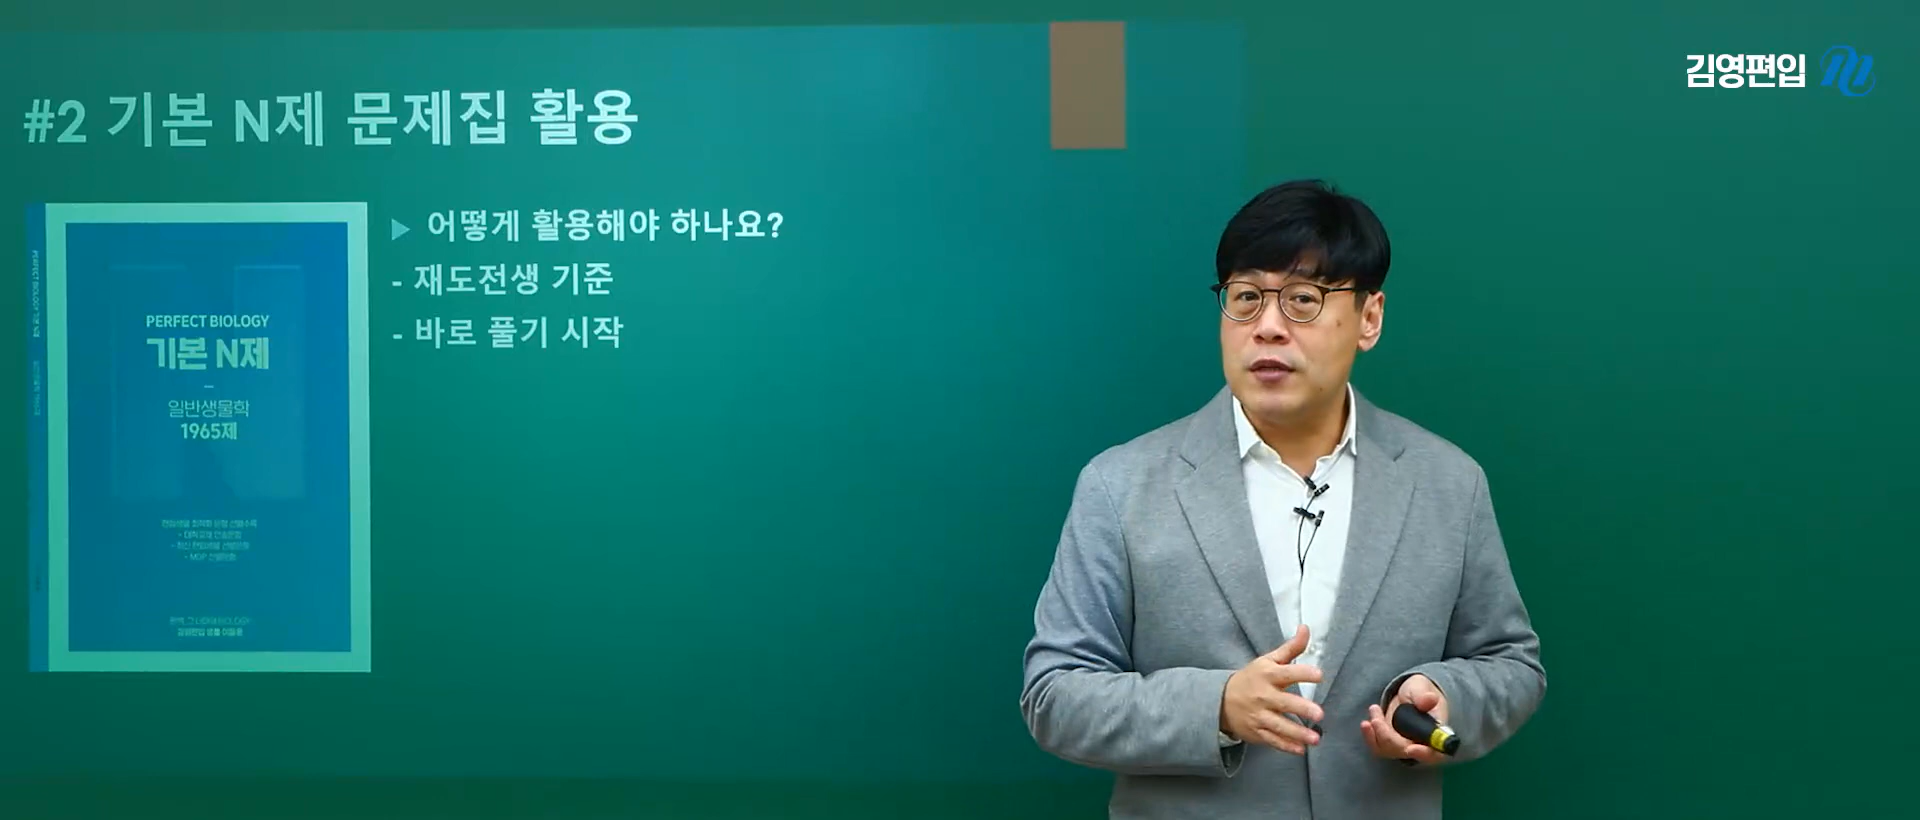 김영편입
#2 기본 N제 문제집 활용
▶ 어떻게 활용해야 하나요?
- 재도전생 기준
- 바로 풀기 시작
PERFECT BIOLOGY
기본 N제
일반생물학
1965제